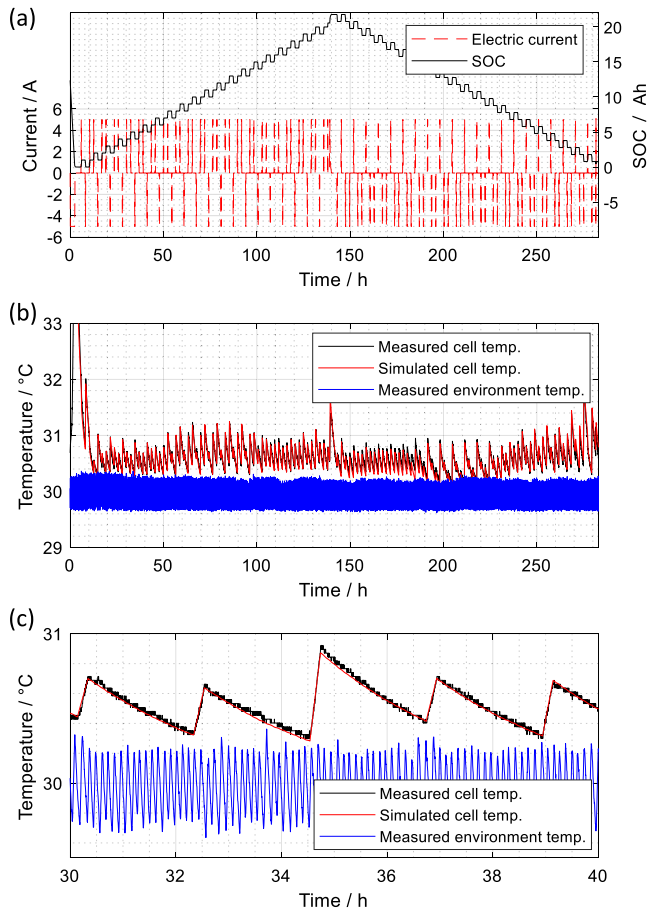 (a)
Electric current
SOC
Current / A
6
4
2
0
-2
-4
-6
20
15
10
5
0
-5
SOC / Ah
0 50 100 150 200 250
Time / h
(b)
33
32
31
30
29
Temperature / °C
Measured cell temp.
Simulated cell temp.
Measured environment temp.
0 50 100 150 200 250
Time / h
(c)
31
30
Temperature / °C
Measured cell temp.
Simulated cell temp.
Measured environment temp.
30 32 34 36 38 40
Time / h